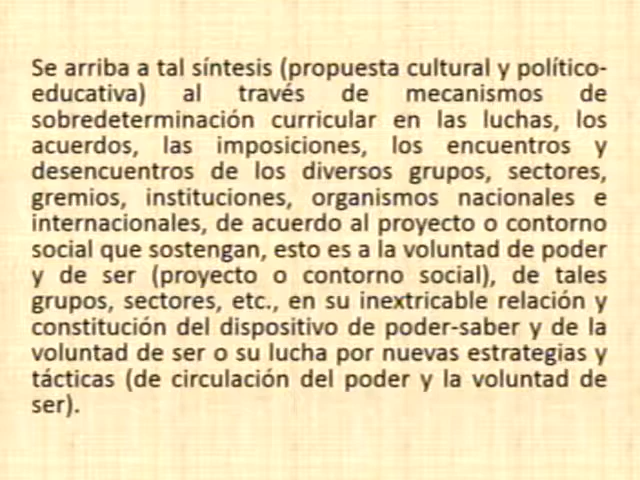 Se arriba a tal síntesis (propuesta cultural y político-
educativa) al través de mecanismos de
sobredeterminación curricular en las luchas, los
acuerdos, las imposiciones, los encuentros y
desencuentros de los diversos grupos, sectores,
gremios, instituciones, organismos nacionales e
internacionales, de acuerdo al proyecto o contorno
social que sostengan, esto es a la voluntad de poder
y de ser (proyecto o contorno social), de tales
grupos, sectores, etc., en su inextricable relación y
constitución del dispositivo de poder-saber y de la
voluntad de ser o su lucha por nuevas estrategias y
tácticas (de circulación del poder y la voluntad de
ser).